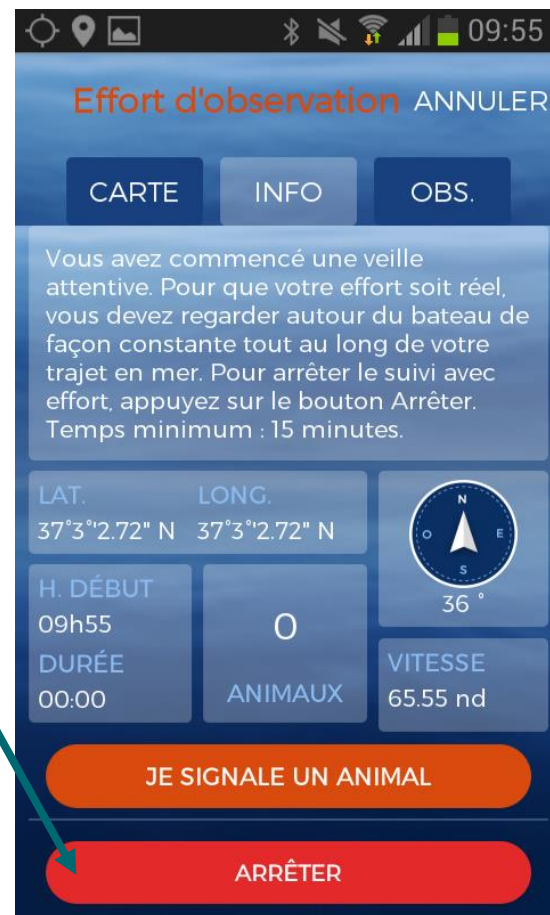 09:55
Effort d'observation ANNULER
CARTE INFO OBS.
Vous avez commencé une veille
attentive. Pour que votre effort soit réel,
vous devez regarder autour du bateau de
façon constante tout au long de votre
trajet en mer. Pour arrêter le suivi avec
effort, appuyez sur le bouton Arrêter.
Temps minimum : 15 minutes.
LAT. LONG.
37°3°'2.72" N 37°3°'2.72" N
N
O E
S
36 °
H. DÉBUT
09h55
DURÉE
00:00
0
ANIMAUX
VITESSE
65.55 nd
JE SIGNALE UN ANIMAL
ARRÊTER